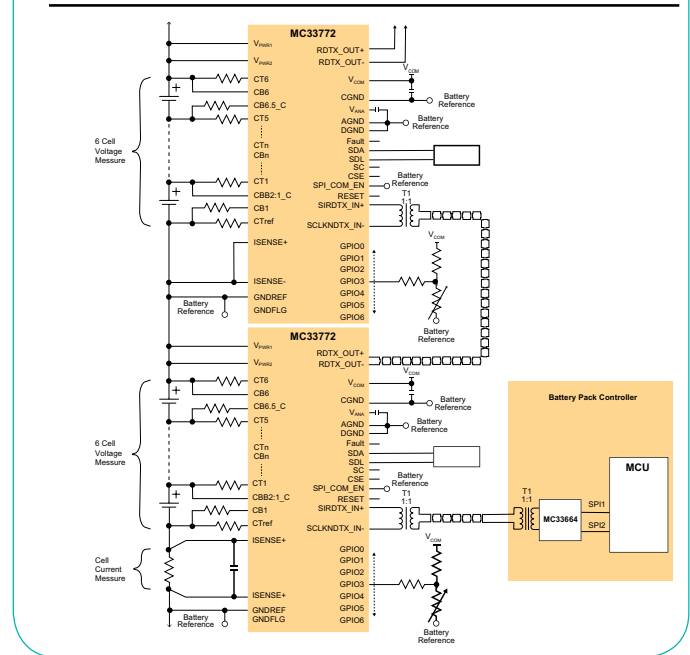 MC33772
VPWR1
VPWR2
CT6
CB6
CB6.5_C
CT5
CTn
CBn
CT1
CBB2:1_C
CB1
CTref
ISENSE+
ISENSE-
GNDREF
GNDFLG
RDTX_OUT+
RDTX_OUT-
VCOM
CGND
VANA
AGND
DGND
Fault
SDA
SDL
SC
CSE
SPI_COM_EN
RESET
SIRDTX_IN+
SCLKNDTX_IN-
GPIO0
GPIO1
GPIO2
GPIO3
GPIO4
GPIO5
GPIO6
6 Cell
Voltage
Messure
Battery
Reference
VCOM
Battery
Reference
Battery
Reference
Battery
Reference
T1
1:1
VCOM
Battery
Reference
MC33772
VPWR1
VPWR2
CT6
CB6
CB6.5_C
CT5
CTn
CBn
CT1
CBB2:1_C
CB1
CTref
ISENSE+
ISENSE+
GNDREF
GNDFLG
RDTX_OUT+
RDTX_OUT-
VCOM
CGND
VANA
AGND
DGND
Fault
SDA
SDL
SC
CSE
SPI_COM_EN
RESET
SIRDTX_IN+
SCLKNDTX_IN-
GPIO0
GPIO1
GPIO2
GPIO3
GPIO4
GPIO5
GPIO6
6 Cell
Voltage
Messure
Cell
Current
Messure
Battery
Reference
VCOM
Battery
Reference
Battery
Reference
Battery
Reference
T1
1:1
VCOM
Battery
Reference
Battery Pack Controller
T1
1:1
MC33664
SPI1
SPI2
MCU